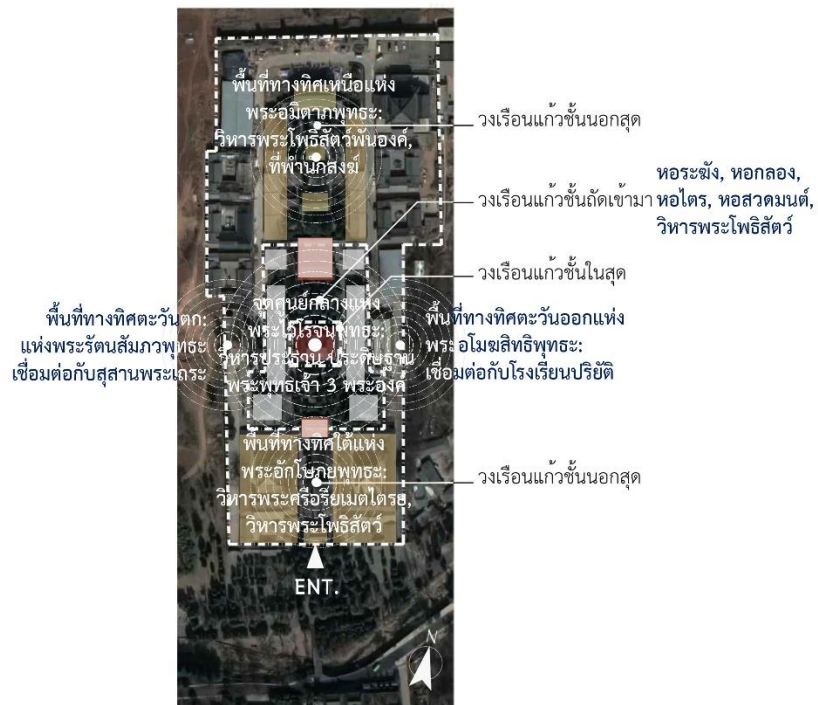 พื้นที่ทางทิศเหนือแห่ง
พระอมิตาภพุทธะ:
วิหารพระโพธิสัตว์พันองค์,
ที่พำนักสงฆ์
วงเรือนแก้วชั้นนอกสุด
วงเรือนแก้วชั้นถัดเข้ามา
หอระฆัง, หอกลอง,
หอไตร, หอสวดมนต์,
วิหารพระโพธิสัตว์
วงเรือนแก้วชั้นในสุด
พื้นที่ทางทิศตะวันตก:
แห่งพระรัตนสัมภวพุทธะ
เชื่อมต่อกับสุสานพระเถระ
จุดศูนย์กลางแห่ง
พระไวโรจนพุทธะ:
วิหารประธาน ประดิษฐาน
พระพุทธเจ้า 3 พระองค์
พื้นที่ทางทิศตะวันออกแห่ง
พระอโมฆสิทธิพุทธะ:
เชื่อมต่อกับโรงเรียนปริยัติ
พื้นที่ทางทิศใต้แห่ง
พระอักโษภยพุทธะ:
วิหารพระศรีอริยเมตไตรย,
วิหารพระโพธิสัตว์
วงเรือนแก้วชั้นนอกสุด
ENT.
N